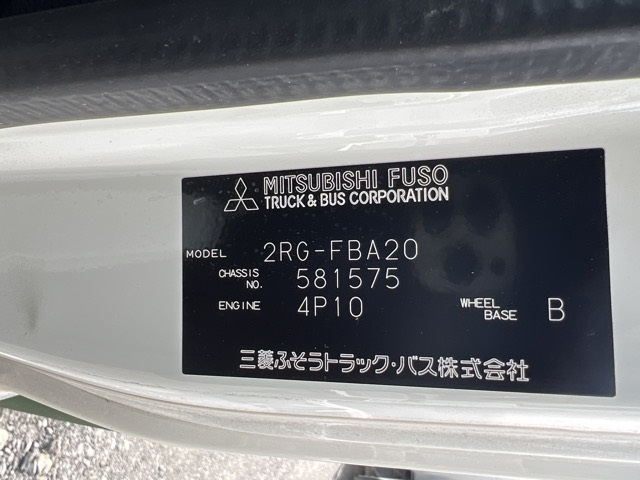 MITSUBISHI FUSO
TRUCK & BUS CORPORATION
MODEL 2RG-FBA20
CHASSIS NO. 581575
ENGINE 4P10 WHEEL BASE B
三菱ふそうトラック・バス株式会社